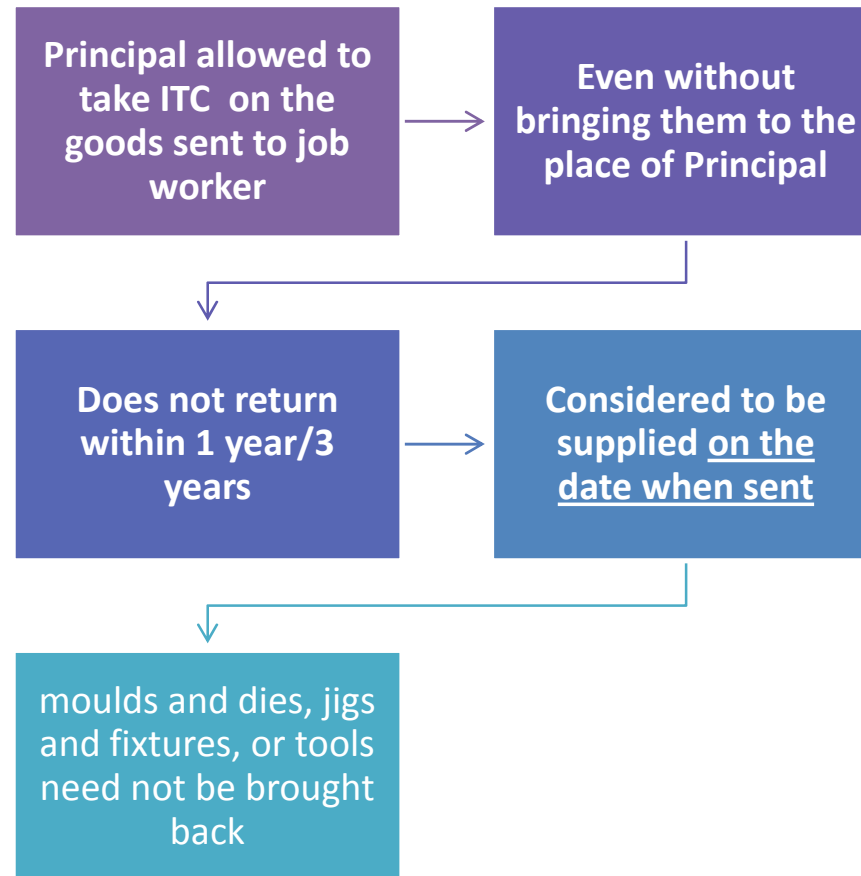 Principal allowed to
take ITC on the
goods sent to job
worker
Even without
bringing them to the
place of Principal
Does not return
within 1 year/3
years
Considered to be
supplied on the
date when sent
moulds and dies, jigs
and fixtures, or tools
need not be brought
back